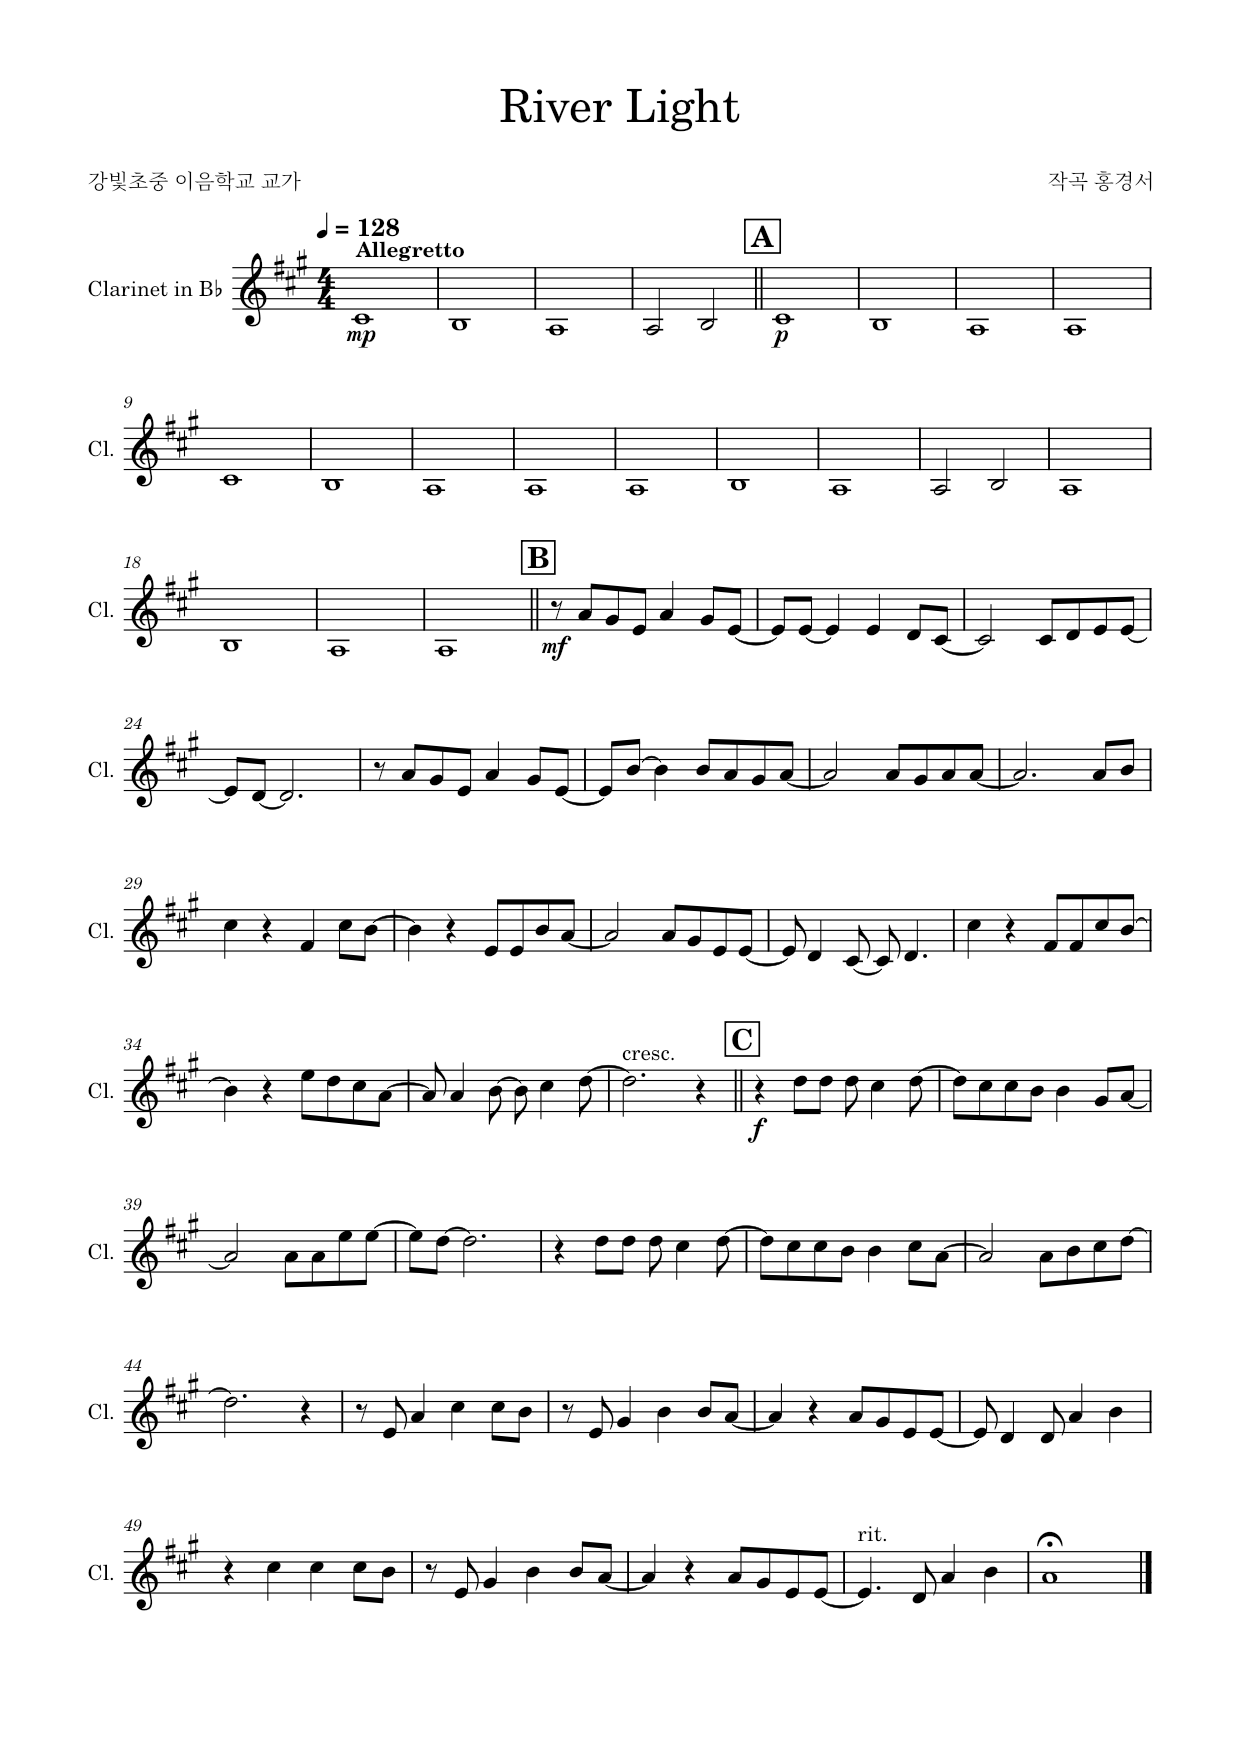 River Light
강빛초중 이음학교 교가
작곡 홍경서
= 128
Allegretto
A
Clarinet in B♭
4
4
mp
p
9
Cl.
18
B
Cl.
mf
24
Cl.
29
Cl.
34
cresc.
C
Cl.
f
39
Cl.
44
Cl.
49
rit.
Cl.